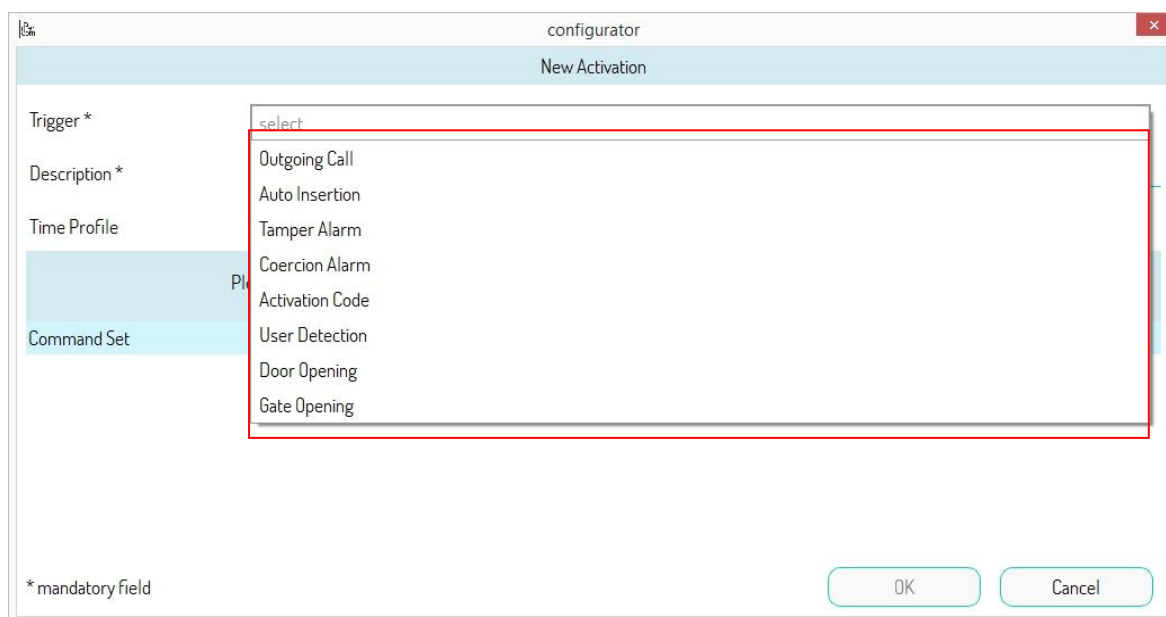 configurator
New Activation
Trigger *
select
Outgoing Call
Description *
Auto Insertion
Time Profile
Tamper Alarm
Coercion Alarm
Activation Code
Command Set
User Detection
Door Opening
Gate Opening
* mandatory field
OK
Cancel